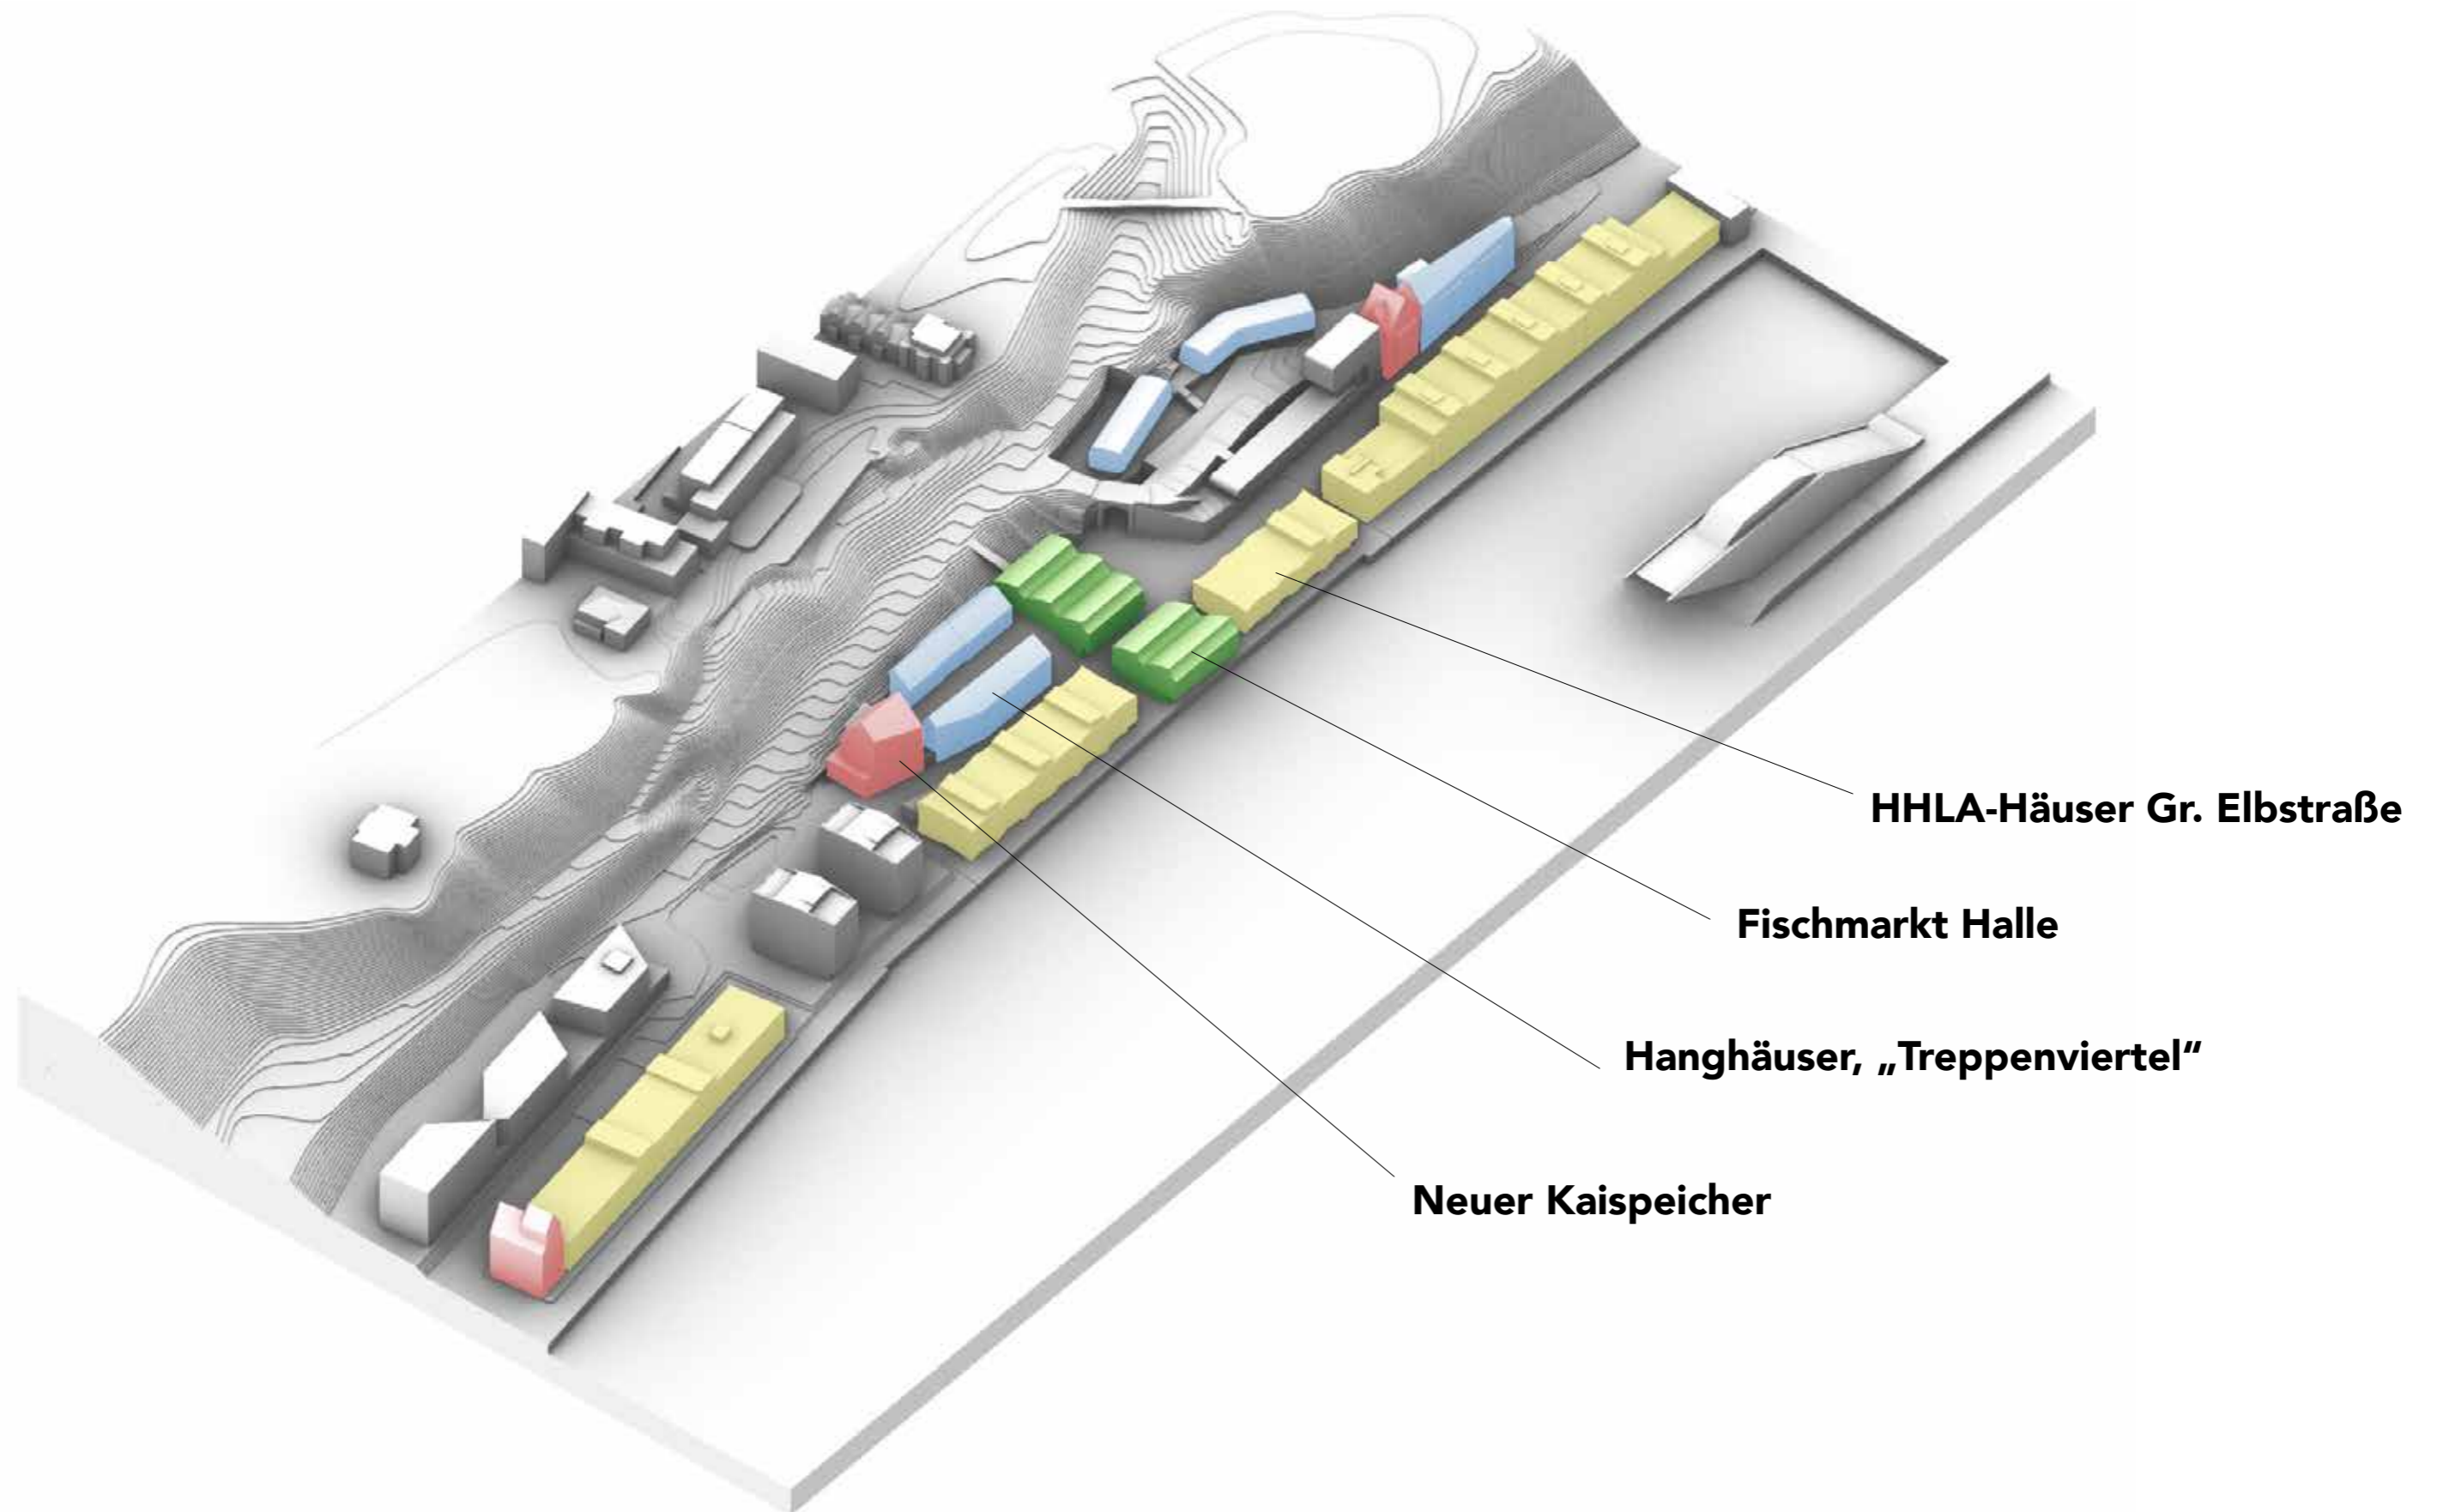 HHLA-Häuser Gr. Elbstraße
Fischmarkt Halle
Hanghäuser, „Treppenviertel“
Neuer Kaispeicher